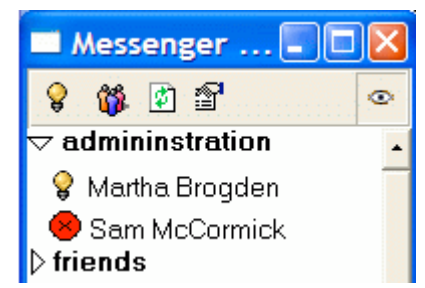 Messenger ...
admininstration
Martha Brogden
Sam McCormick
friends